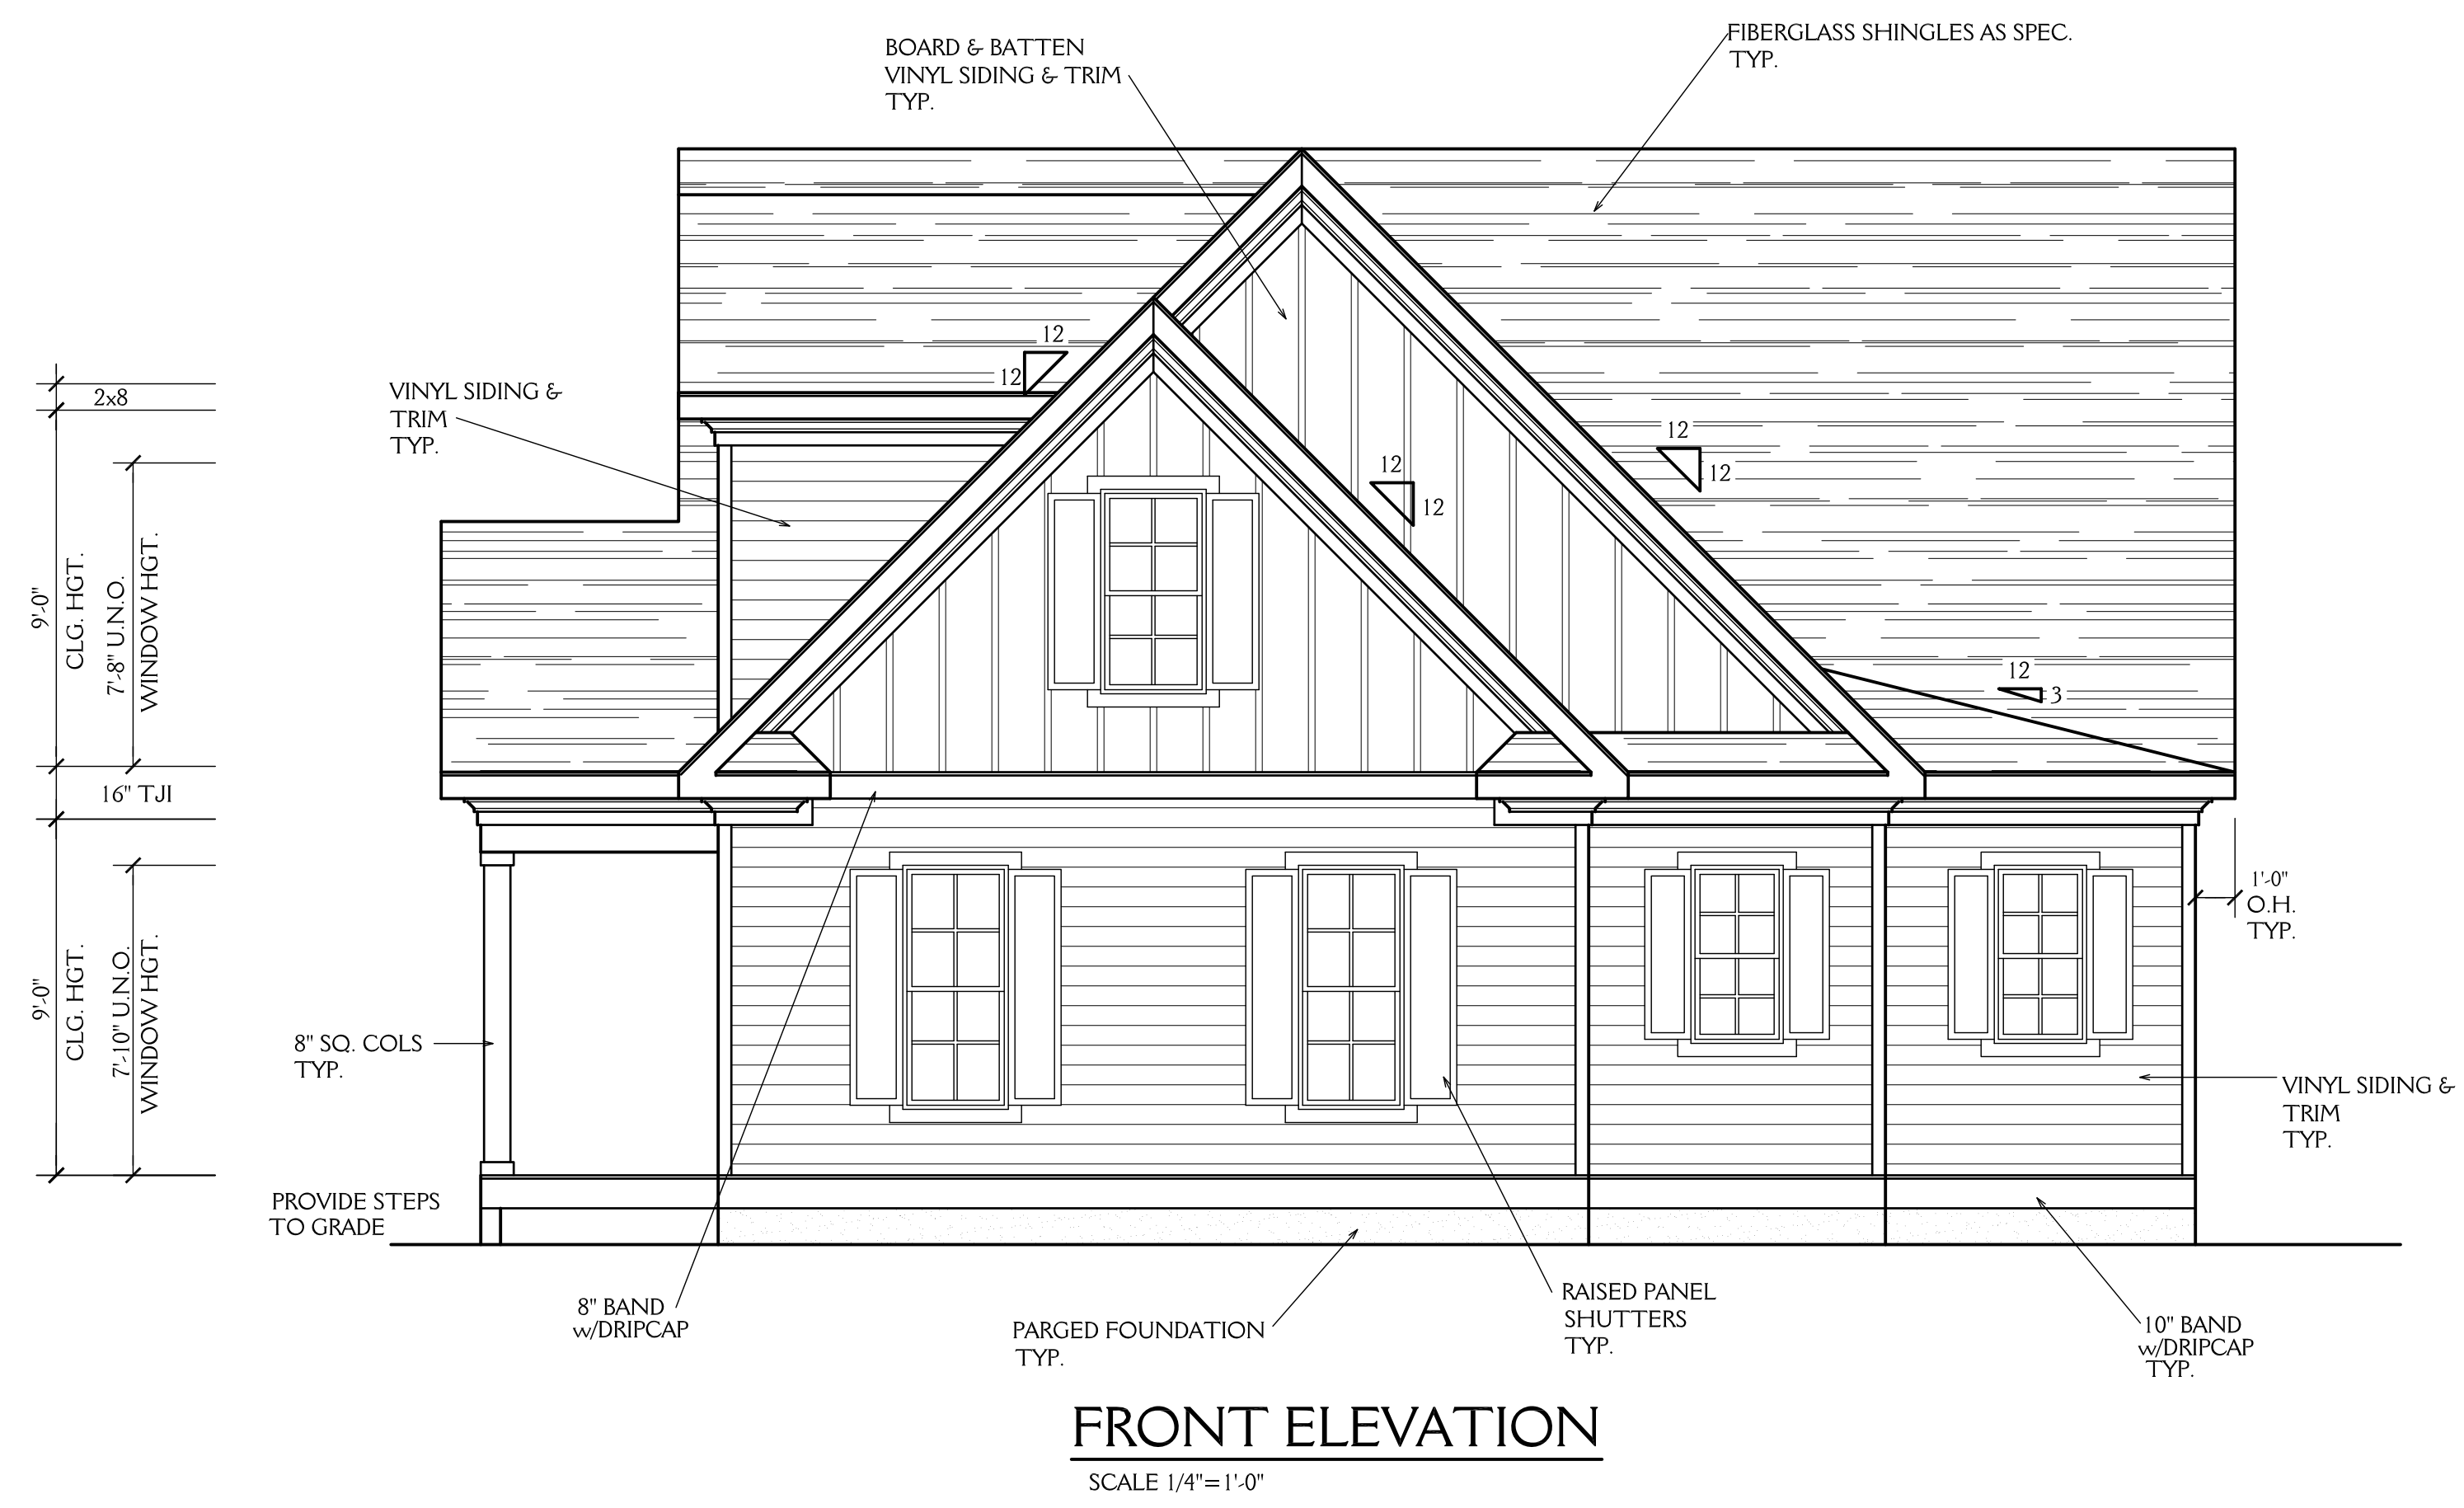 BOARD & BATTEN
VINYL SIDING & TRIM
TYP.
FIBERGLASS SHINGLES AS SPEC.
TYP.
12
12
VINYL SIDING &
TRIM
TYP.
2x8
12
12
12
12
9'-0"
CLG. HGT.
7'-8" U.N.O.
WINDOW HGT.
12
3
16" TJI
1'-0"
O.H.
TYP.
9'-0"
CLG. HGT.
7'-10" U.N.O.
WINDOW HGT.
8" SQ. COLS
TYP.
VINYL SIDING &
TRIM
TYP.
PROVIDE STEPS
TO GRADE
8" BAND
w/DRIPCAP
PARGED FOUNDATION
TYP.
RAISED PANEL
SHUTTERS
TYP.
10" BAND
w/DRIPCAP
TYP.
FRONT ELEVATION
SCALE 1/4"=1'-0"